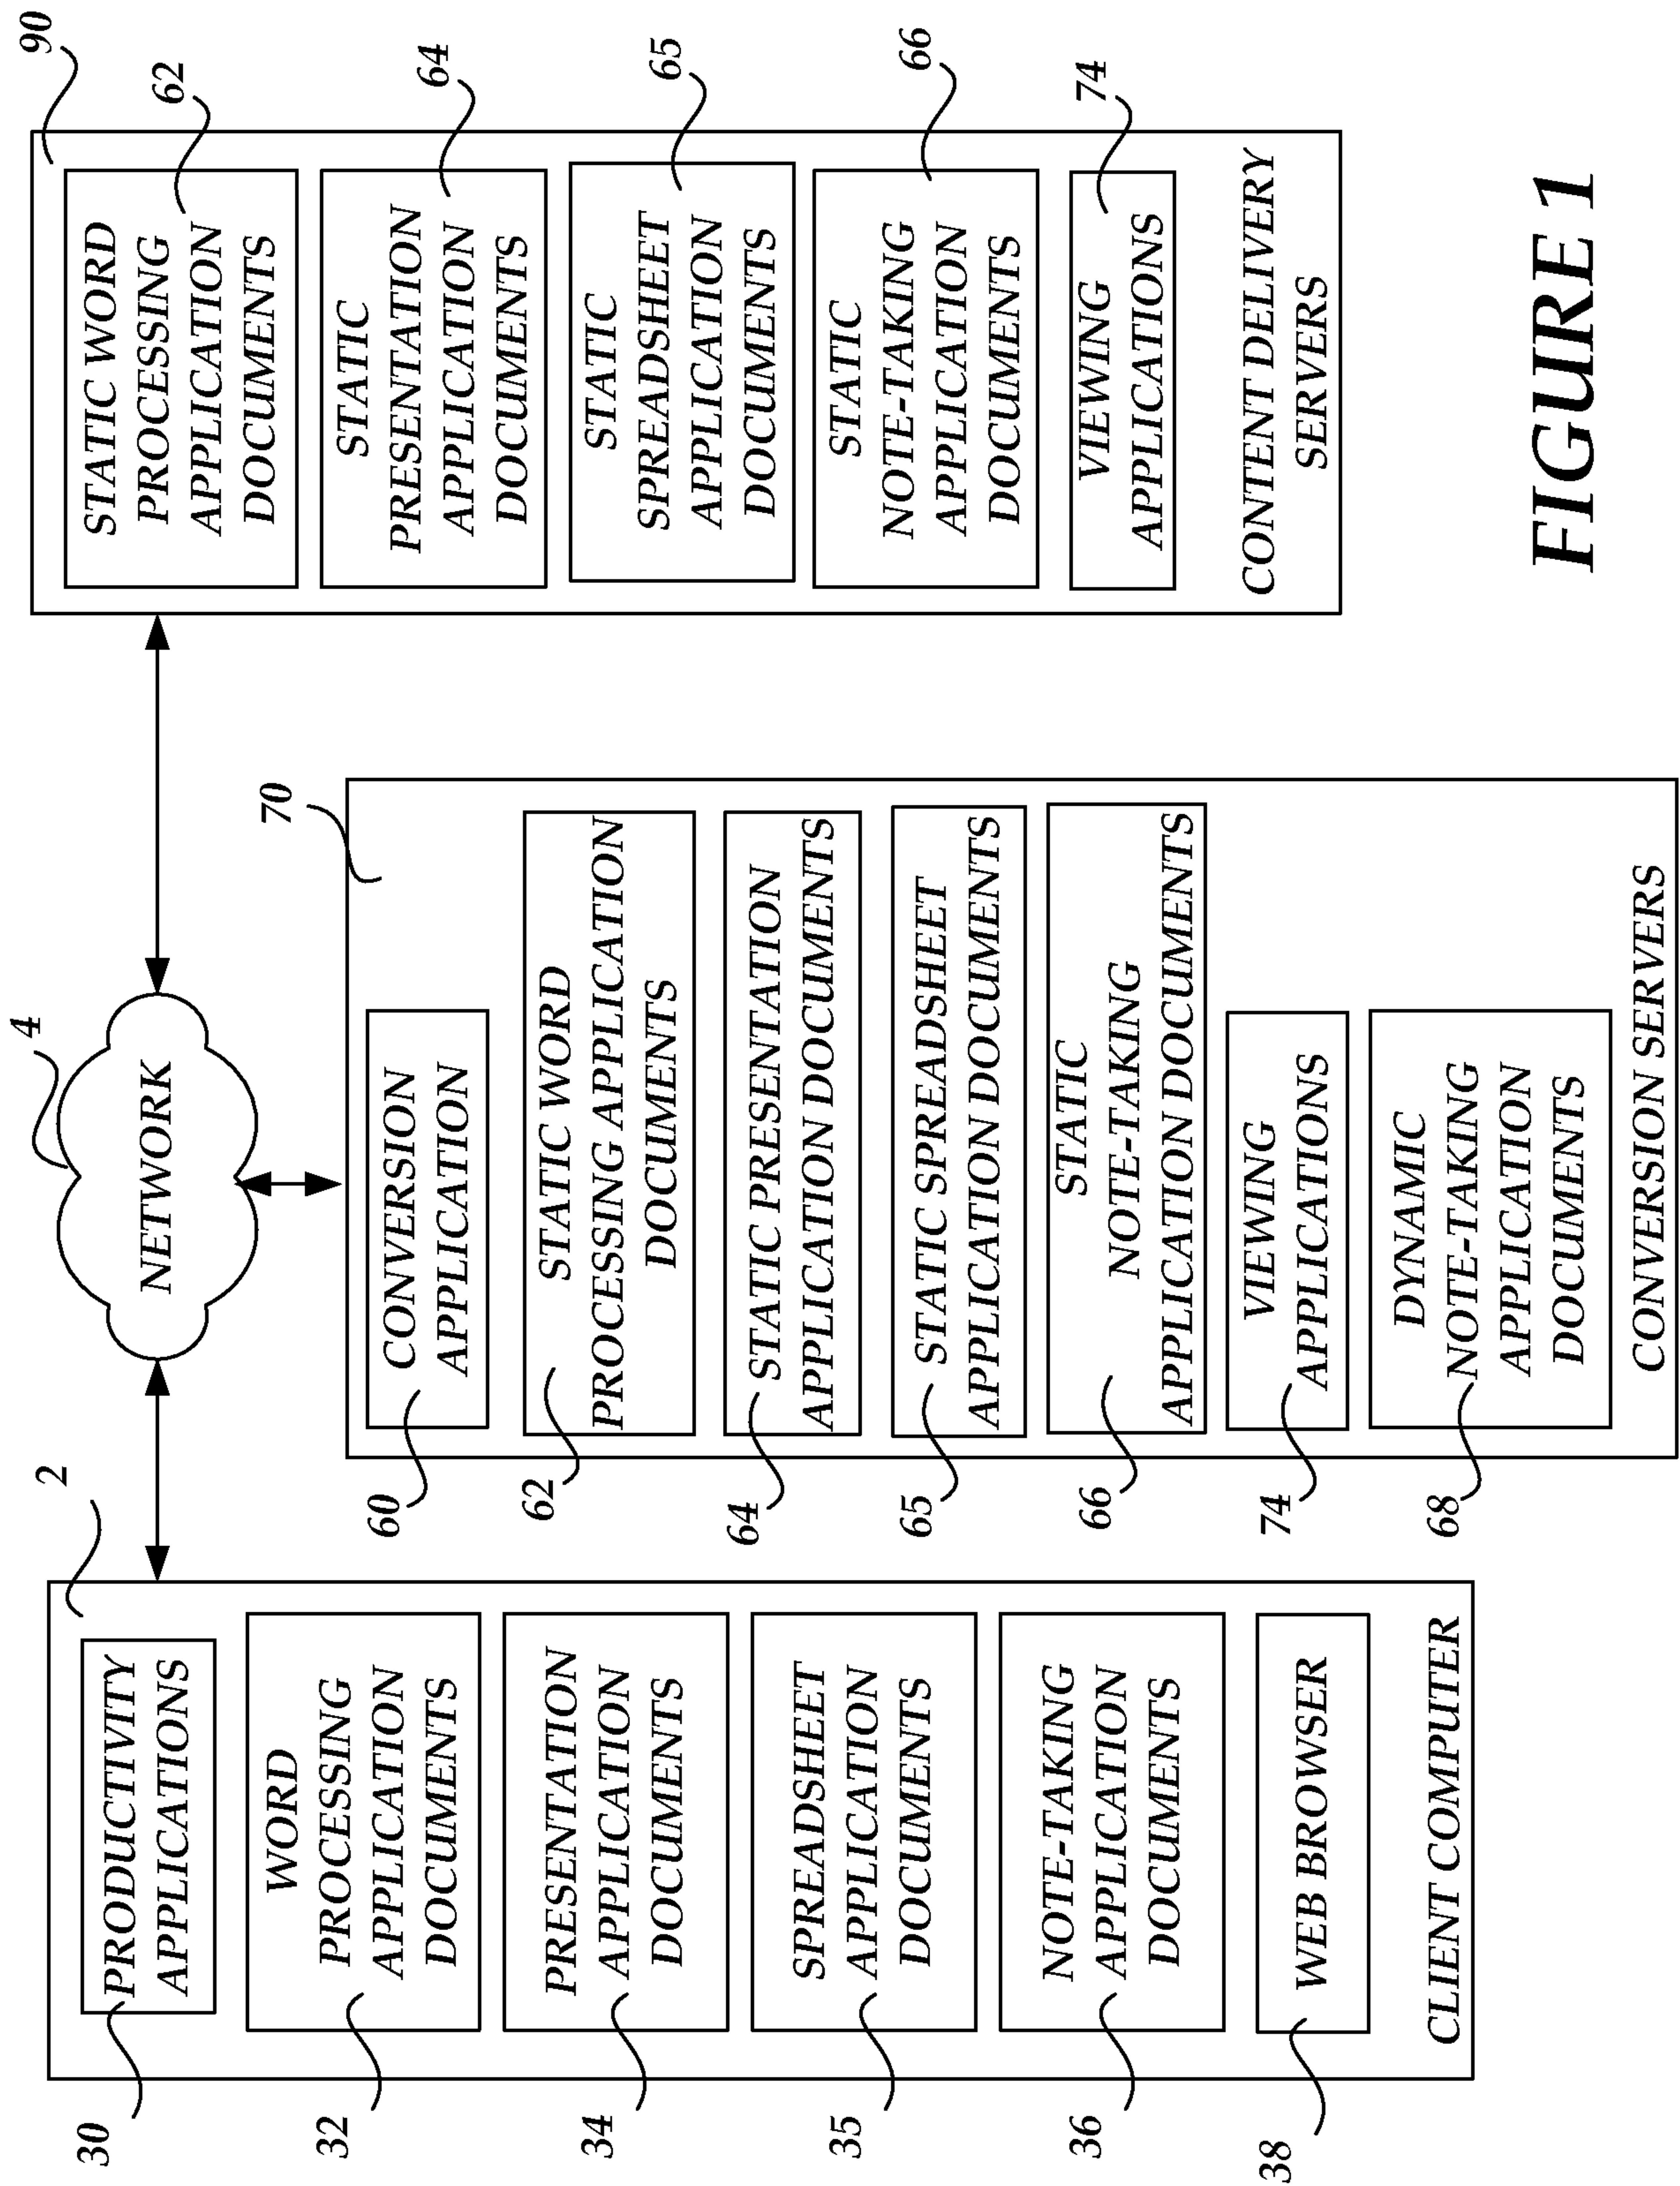 2
PRODUCTIVITY
APPLICATIONS
30
WORD
PROCESSING
APPLICATION
DOCUMENTS
32
PRESENTATION
APPLICATION
DOCUMENTS
34
SPREADSHEET
APPLICATION
DOCUMENTS
35
NOTE-TAKING
APPLICATION
DOCUMENTS
36
WEB BROWSER
38
CLIENT COMPUTER
4
NETWORK
70
CONVERSION
APPLICATION
60
STATIC WORD
PROCESSING APPLICATION
DOCUMENTS
62
STATIC PRESENTATION
APPLICATION DOCUMENTS
64
STATIC SPREADSHEET
APPLICATION DOCUMENTS
65
STATIC
NOTE-TAKING
APPLICATION DOCUMENTS
66
VIEWING
APPLICATIONS
74
DYNAMIC
NOTE-TAKING
APPLICATION
DOCUMENTS
68
CONVERSION SERVERS
90
STATIC WORD
PROCESSING
APPLICATION
DOCUMENTS
62
STATIC
PRESENTATION
APPLICATION
DOCUMENTS
64
STATIC
SPREADSHEET
APPLICATION
DOCUMENTS
65
STATIC
NOTE-TAKING
APPLICATION
DOCUMENTS
66
VIEWING
APPLICATIONS
74
CONTENT DELIVERY
SERVERS
FIGURE 1